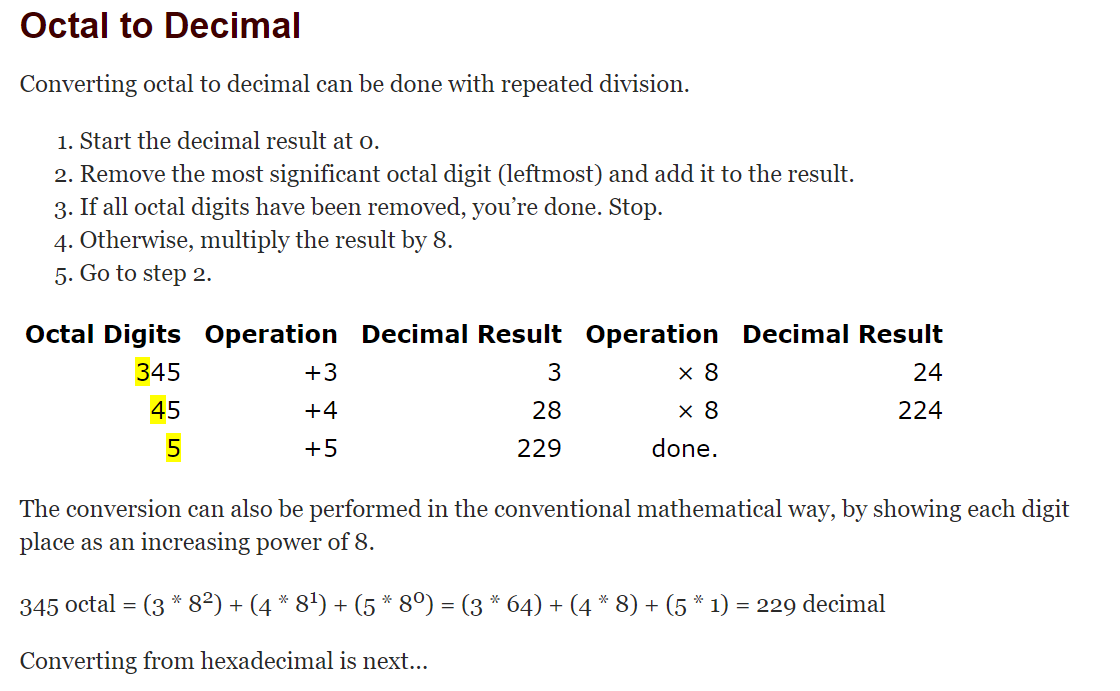 Octal to Decimal
Converting octal to decimal can be done with repeated division.
1. Start the decimal result at 0.
2. Remove the most significant octal digit (leftmost) and add it to the result.
3. If all octal digits have been removed, you’re done. Stop.
4. Otherwise, multiply the result by 8.
5. Go to step 2.
Octal Digits Operation Decimal Result Operation Decimal Result
345 +3 3 × 8 24
45 +4 28 × 8 224
5 +5 229 done.
The conversion can also be performed in the conventional mathematical way, by showing each digit
place as an increasing power of 8.
345 octal = (3 * 8²) + (4 * 8¹) + (5 * 8⁰) = (3 * 64) + (4 * 8) + (5 * 1) = 229 decimal
Converting from hexadecimal is next…